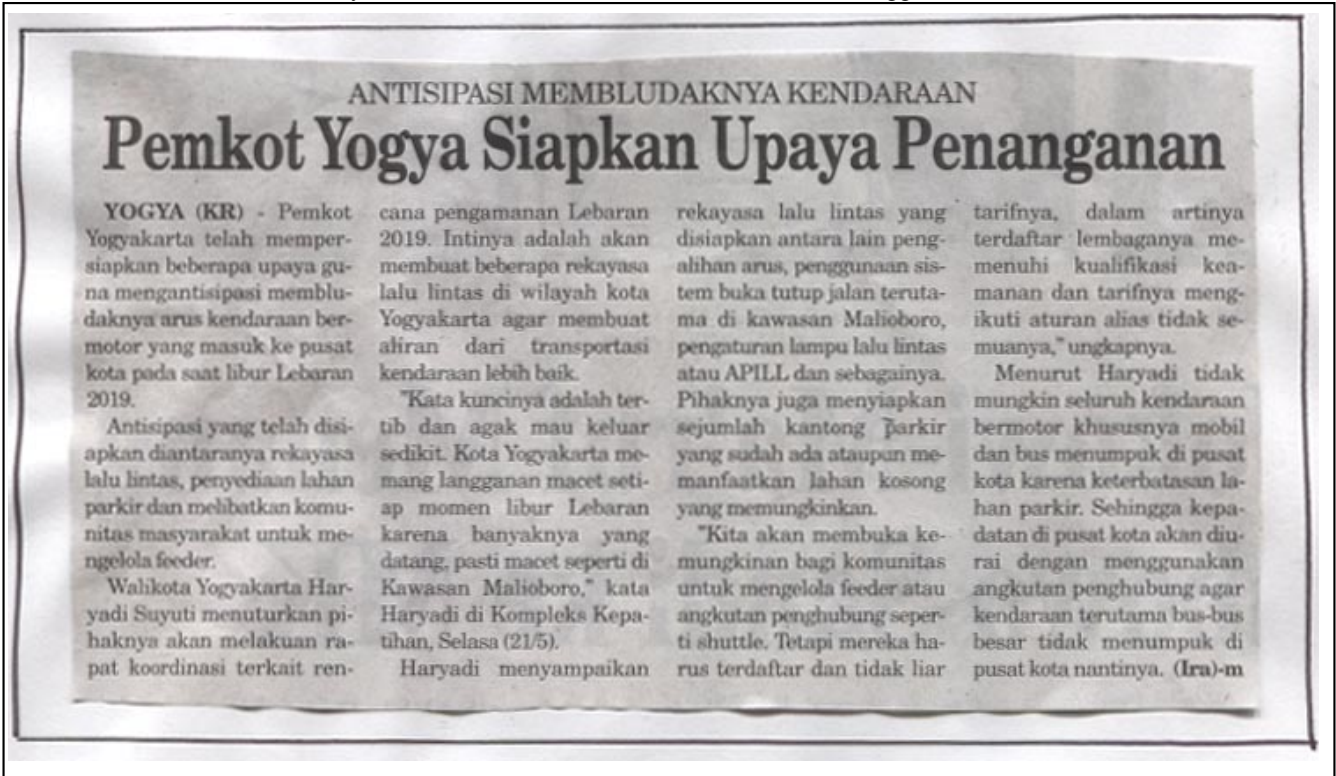 ANTISIPASI MEMBLUDAKNYA KENDARAAN
Pemkot Yogya Siapkan Upaya Penanganan
YOGYA (KR) - Pemkot
Yogyakarta telah memper-
siapkan beberapa upaya gu-
na mengantisipasi memblu-
daknya arus kendaraan ber-
motor yang masuk ke pusat
kota pada saat libur Lebaran
2019.
Antisipasi yang telah disi-
apkan diantaranya rekayasa
lalu lintas, penyediaan lahan
parkir dan melibatkan komu-
nitas masyarakat untuk me-
ngelola feeder.
Walikota Yogyakarta Har-
yadi Suyuti menuturkan pi-
haknya akan melakuan ra-
pat koordinasi terkait ren-
cana pengamanan Lebaran
2019. Intinya adalah akan
membuat beberapa rekayasa
lalu lintas di wilayah kota
Yogyakarta agar membuat
aliran dari transportasi
kendaraan lebih baik.
"Kata kuncinya adalah ter-
tib dan agak mau keluar
sedikit. Kota Yogyakarta me-
mang langganan macet seti-
ap momen libur Lebaran
karena banyaknya yang
datang, pasti macet seperti di
Kawasan Malioboro," kata
Haryadi di Kompleks Kepa-
tihan, Selasa (21/5).
Haryadi menyampaikan
rekayasa lalu lintas yang
disiapkan antara lain peng-
alihan arus, penggunaan sis-
tem buka tutup jalan teruta-
ma di kawasan Malioboro,
pengaturan lampu lalu lintas
atau APILL dan sebagainya.
Pihaknya juga menyiapkan
sejumlah kantong parkir
yang sudah ada ataupun me-
manfaatkan lahan kosong
yang memungkinkan.
"Kita akan membuka ke-
mungkinan bagi komunitas
untuk mengelola feeder atau
angkutan penghubung seper-
ti shuttle. Tetapi mereka ha-
rus terdaftar dan tidak liar
tarifnya, dalam artinya
terdaftar lembaganya me-
menuhi kualifikasi kea-
manan dan tarifnya meng-
ikuti aturan alias tidak se-
muanya," ungkapnya.
Menurut Haryadi tidak
mungkin seluruh kendaraan
bermotor khususnya mobil
dan bus menumpuk di pusat
kota karena keterbatasan la-
han parkir. Sehingga kepa-
datan di pusat kota akan diu-
rai dengan menggunakan
angkutan penghubung agar
kendaraan terutama bus-bus
besar tidak menumpuk di
pusat kota nantinya. (Ira)-m